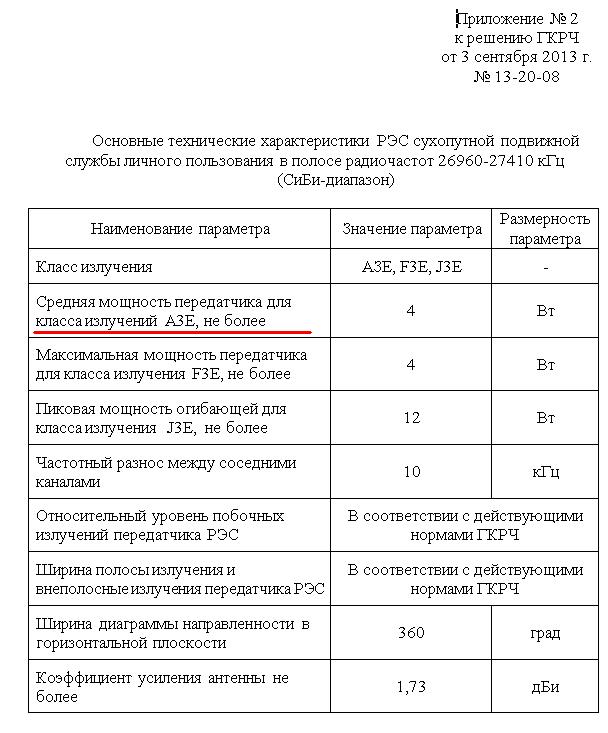 Приложение № 2
к решению ГКРЧ
от 3 сентября 2013 г.
№ 13-20-08
Основные технические характеристики РЭС сухопутной подвижной
службы личного пользования в полосе радиочастот 26960-27410 кГц
(СиБи-диапазон)
Наименование параметра
Значение параметра
Размерность
параметра
Класс излучения
A3E, F3E, J3E
-
Средняя мощность передатчика для
класса излучений A3E, не более
4
Вт
Максимальная мощность передатчика
для класса излучения F3E, не более
4
Вт
Пиковая мощность огибающей для
класса излучения J3E, не более
12
Вт
Частотный разнос между соседними
каналами
10
кГц
Относительный уровень побочных
излучений передатчика РЭС
В соответствии с действующими
нормами ГКРЧ
Ширина полосы излучения и
внеполосные излучения передатчика РЭС
В соответствии с действующими
нормами ГКРЧ
Ширина диаграммы направленности в
горизонтальной плоскости
360
град
Коэффициент усиления антенны не
более
1,73
дБи